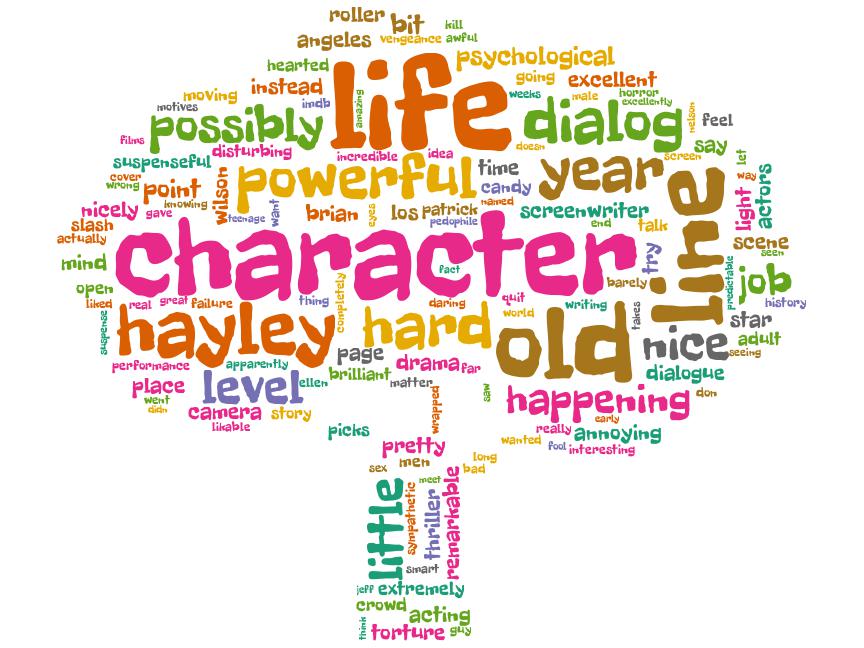 roller
bit
kill
angeles
vengeance
awful
hearted
psychological
life
going
excellent
moving
instead
imdb
amazing
weeks
male
horror
excellently
motives
possibly
dialog
nelson
feel
films
disturbing
incredible
idea
doesn
say
screen
let
suspenseful
powerful
time
year
cover
wrong
point
wilson
candy
line
way
actors
knowing
teenage
want
brian
eyes
los
patrick
named
pedophile
screenwriter
end
talk
light
nicely
gave
slash
actually
character
fact
try
scene
seen
mind
open
barely
predictable
job
liked
real
great
failure
thing
completely
daring
quit
writing
history
suspense
hayley
hard
world
old
takes
nice
star
adult
seeing
performance
apparently
page
drama
far
dialogue
place
level
ellen
brilliant
matter
saw
happening
don
went
didn
camera
story
wrapped
early
likable
picks
wanted
really
annoying
fool
interesting
pretty
sex
men
long
bad
little
sympathetic
meet
thriller
remarkable
smart
jeff
extremely
crowd
acting
think
torture
guy